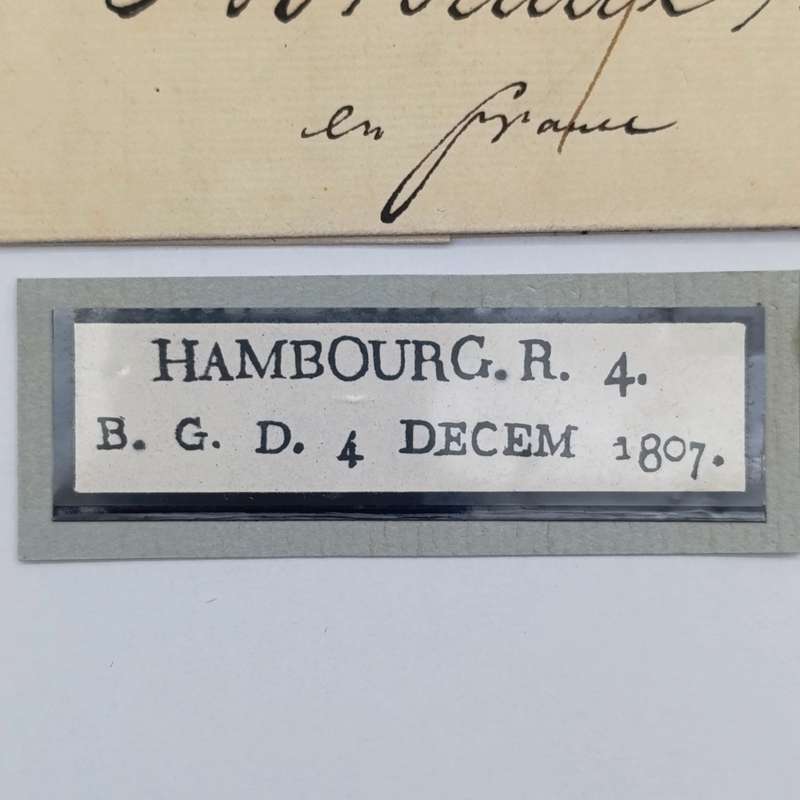 en france
HAMBOURG. R. 4.
B. G. D. 4 DECEM 1807.